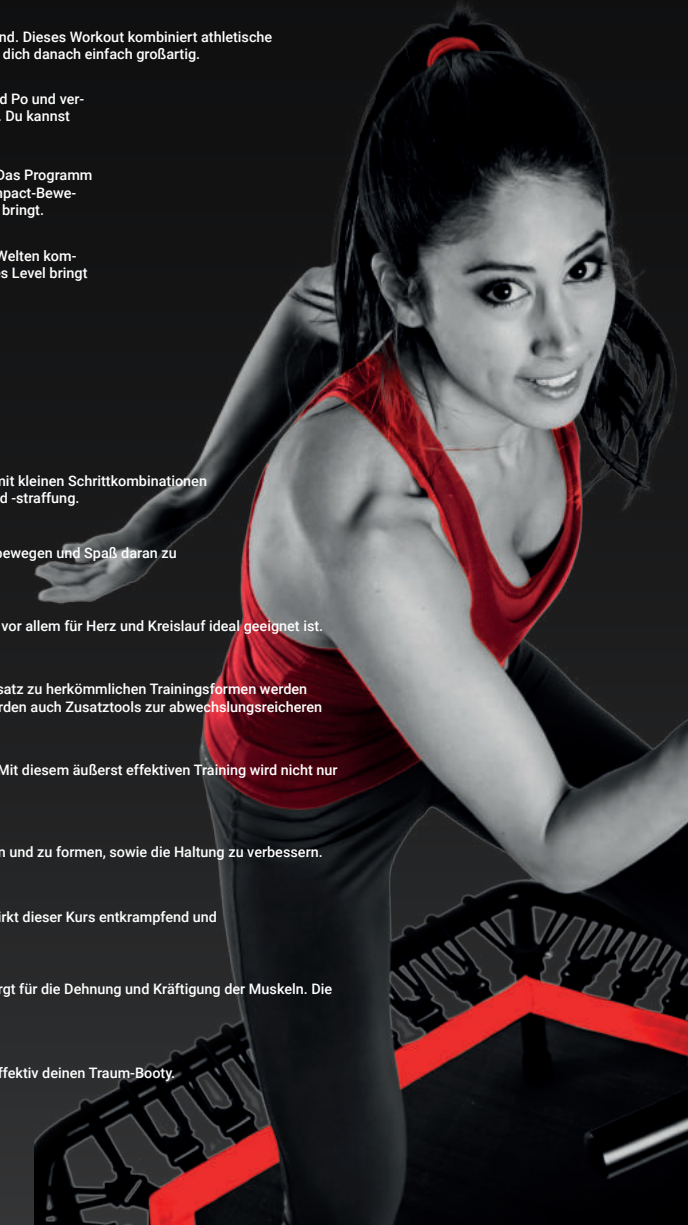 nd. Dieses Workout kombiniert athletische
dich danach einfach großartig.
d Po und ver-
. Du kannst
Das Programm
npact-Bewe-
bringt.
Welten kom-
es Level bringt
mit kleinen Schrittkombinationen
d -straffung.
bewegen und Spaß daran zu
vor allem für Herz und Kreislauf ideal geeignet ist.
satz zu herkömmlichen Trainingsformen werden
rden auch Zusatztools zur abwechslungsreicheren
Mit diesem äußerst effektiven Training wird nicht nur
n und zu formen, sowie die Haltung zu verbessern.
irkt dieser Kurs entkrampfend und
rgt für die Dehnung und Kräftigung der Muskeln. Die
ffektiv deinen Traum-Booty.